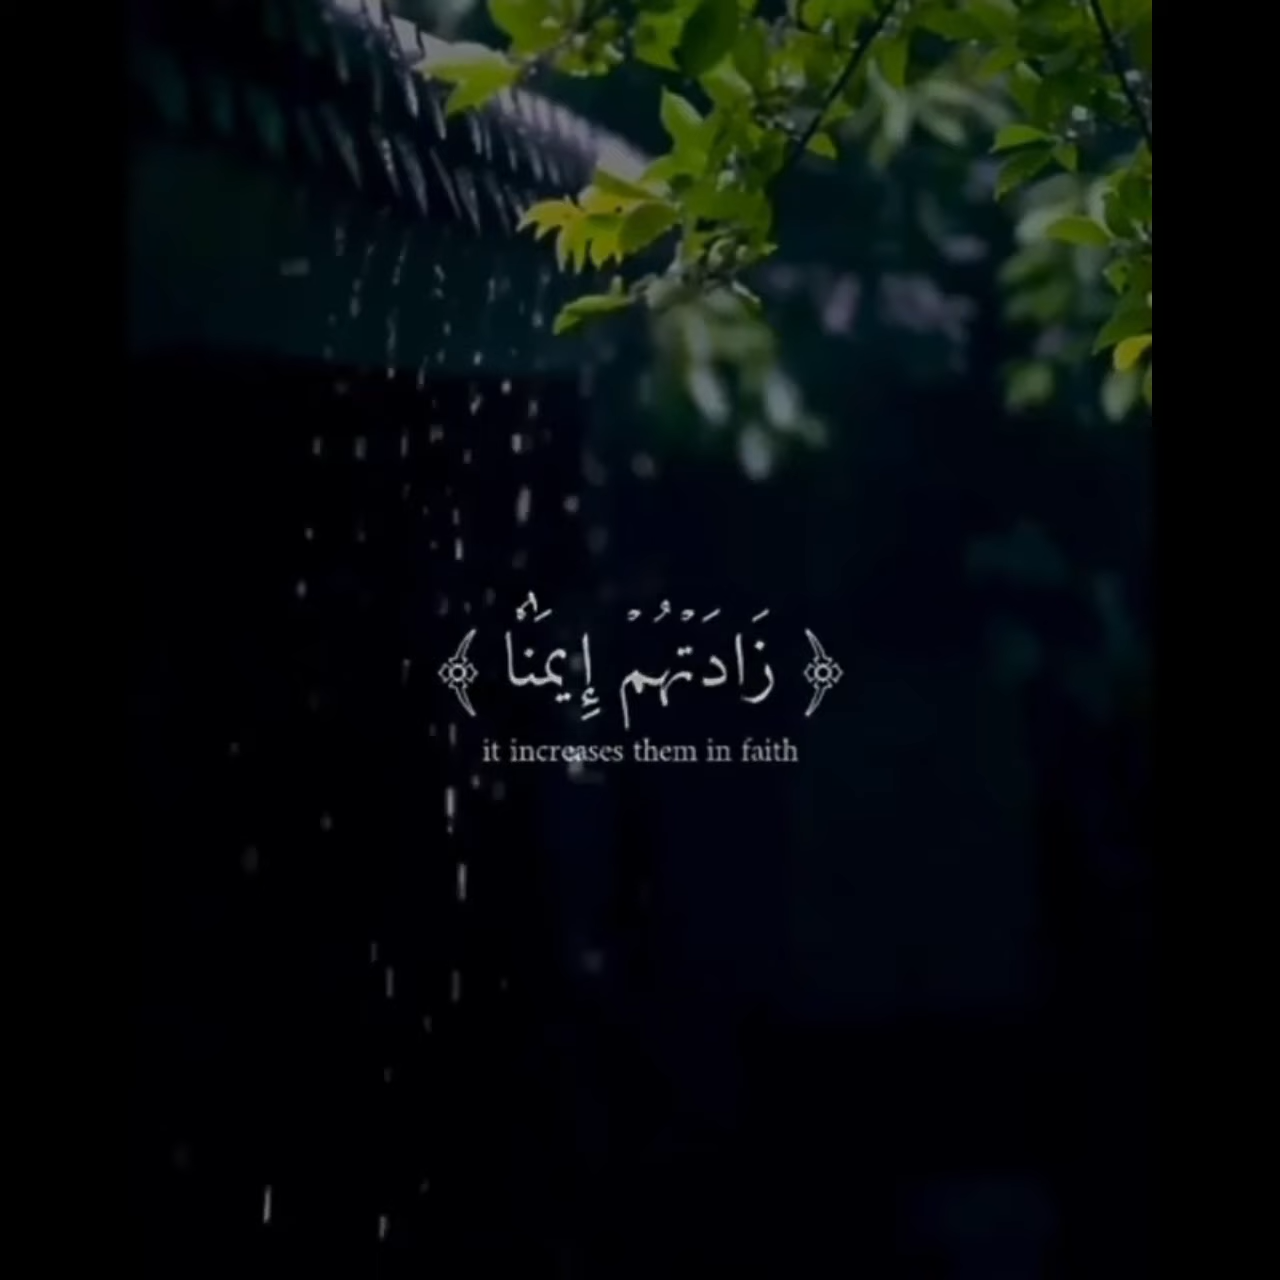 ﴿ زَادَتْهُمْ إِيمَٰنًا ﴾
it increases them in faith